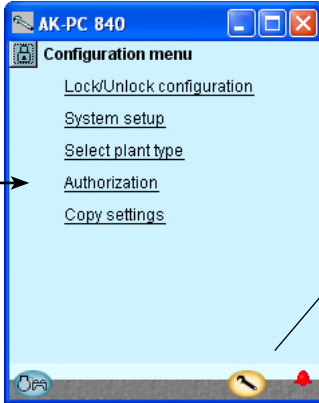 AK-PC 840
Configuration menu
Lock/Unlock configuration
System setup
Select plant type
Authorization
Copy settings